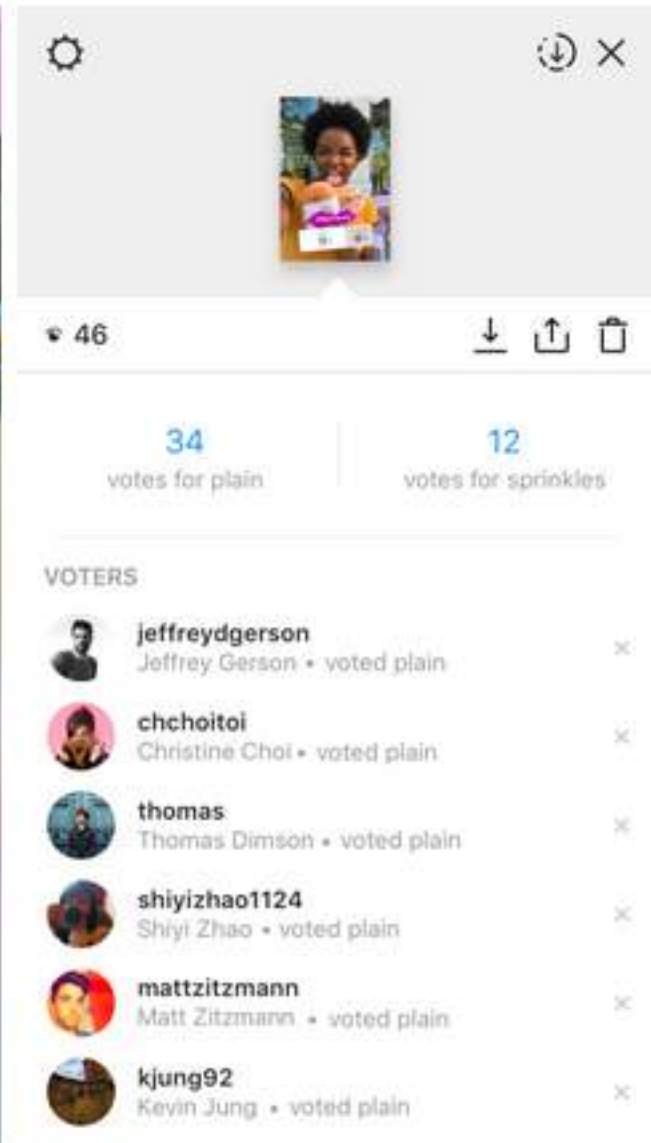 46
34
12
votes for plain
votes for sprinkles
VOTERS
jeffreydgerson
Jeffrey Gerson • voted plain
chchoitoi
Christine Choi • voted plain
thomas
Thomas Dimson • voted plain
shiyizhao1124
Shiyi Zhao • voted plain
mattzitzmann
Matt Zitzmann • voted plain
kjung92
Kevin Jung • voted plain